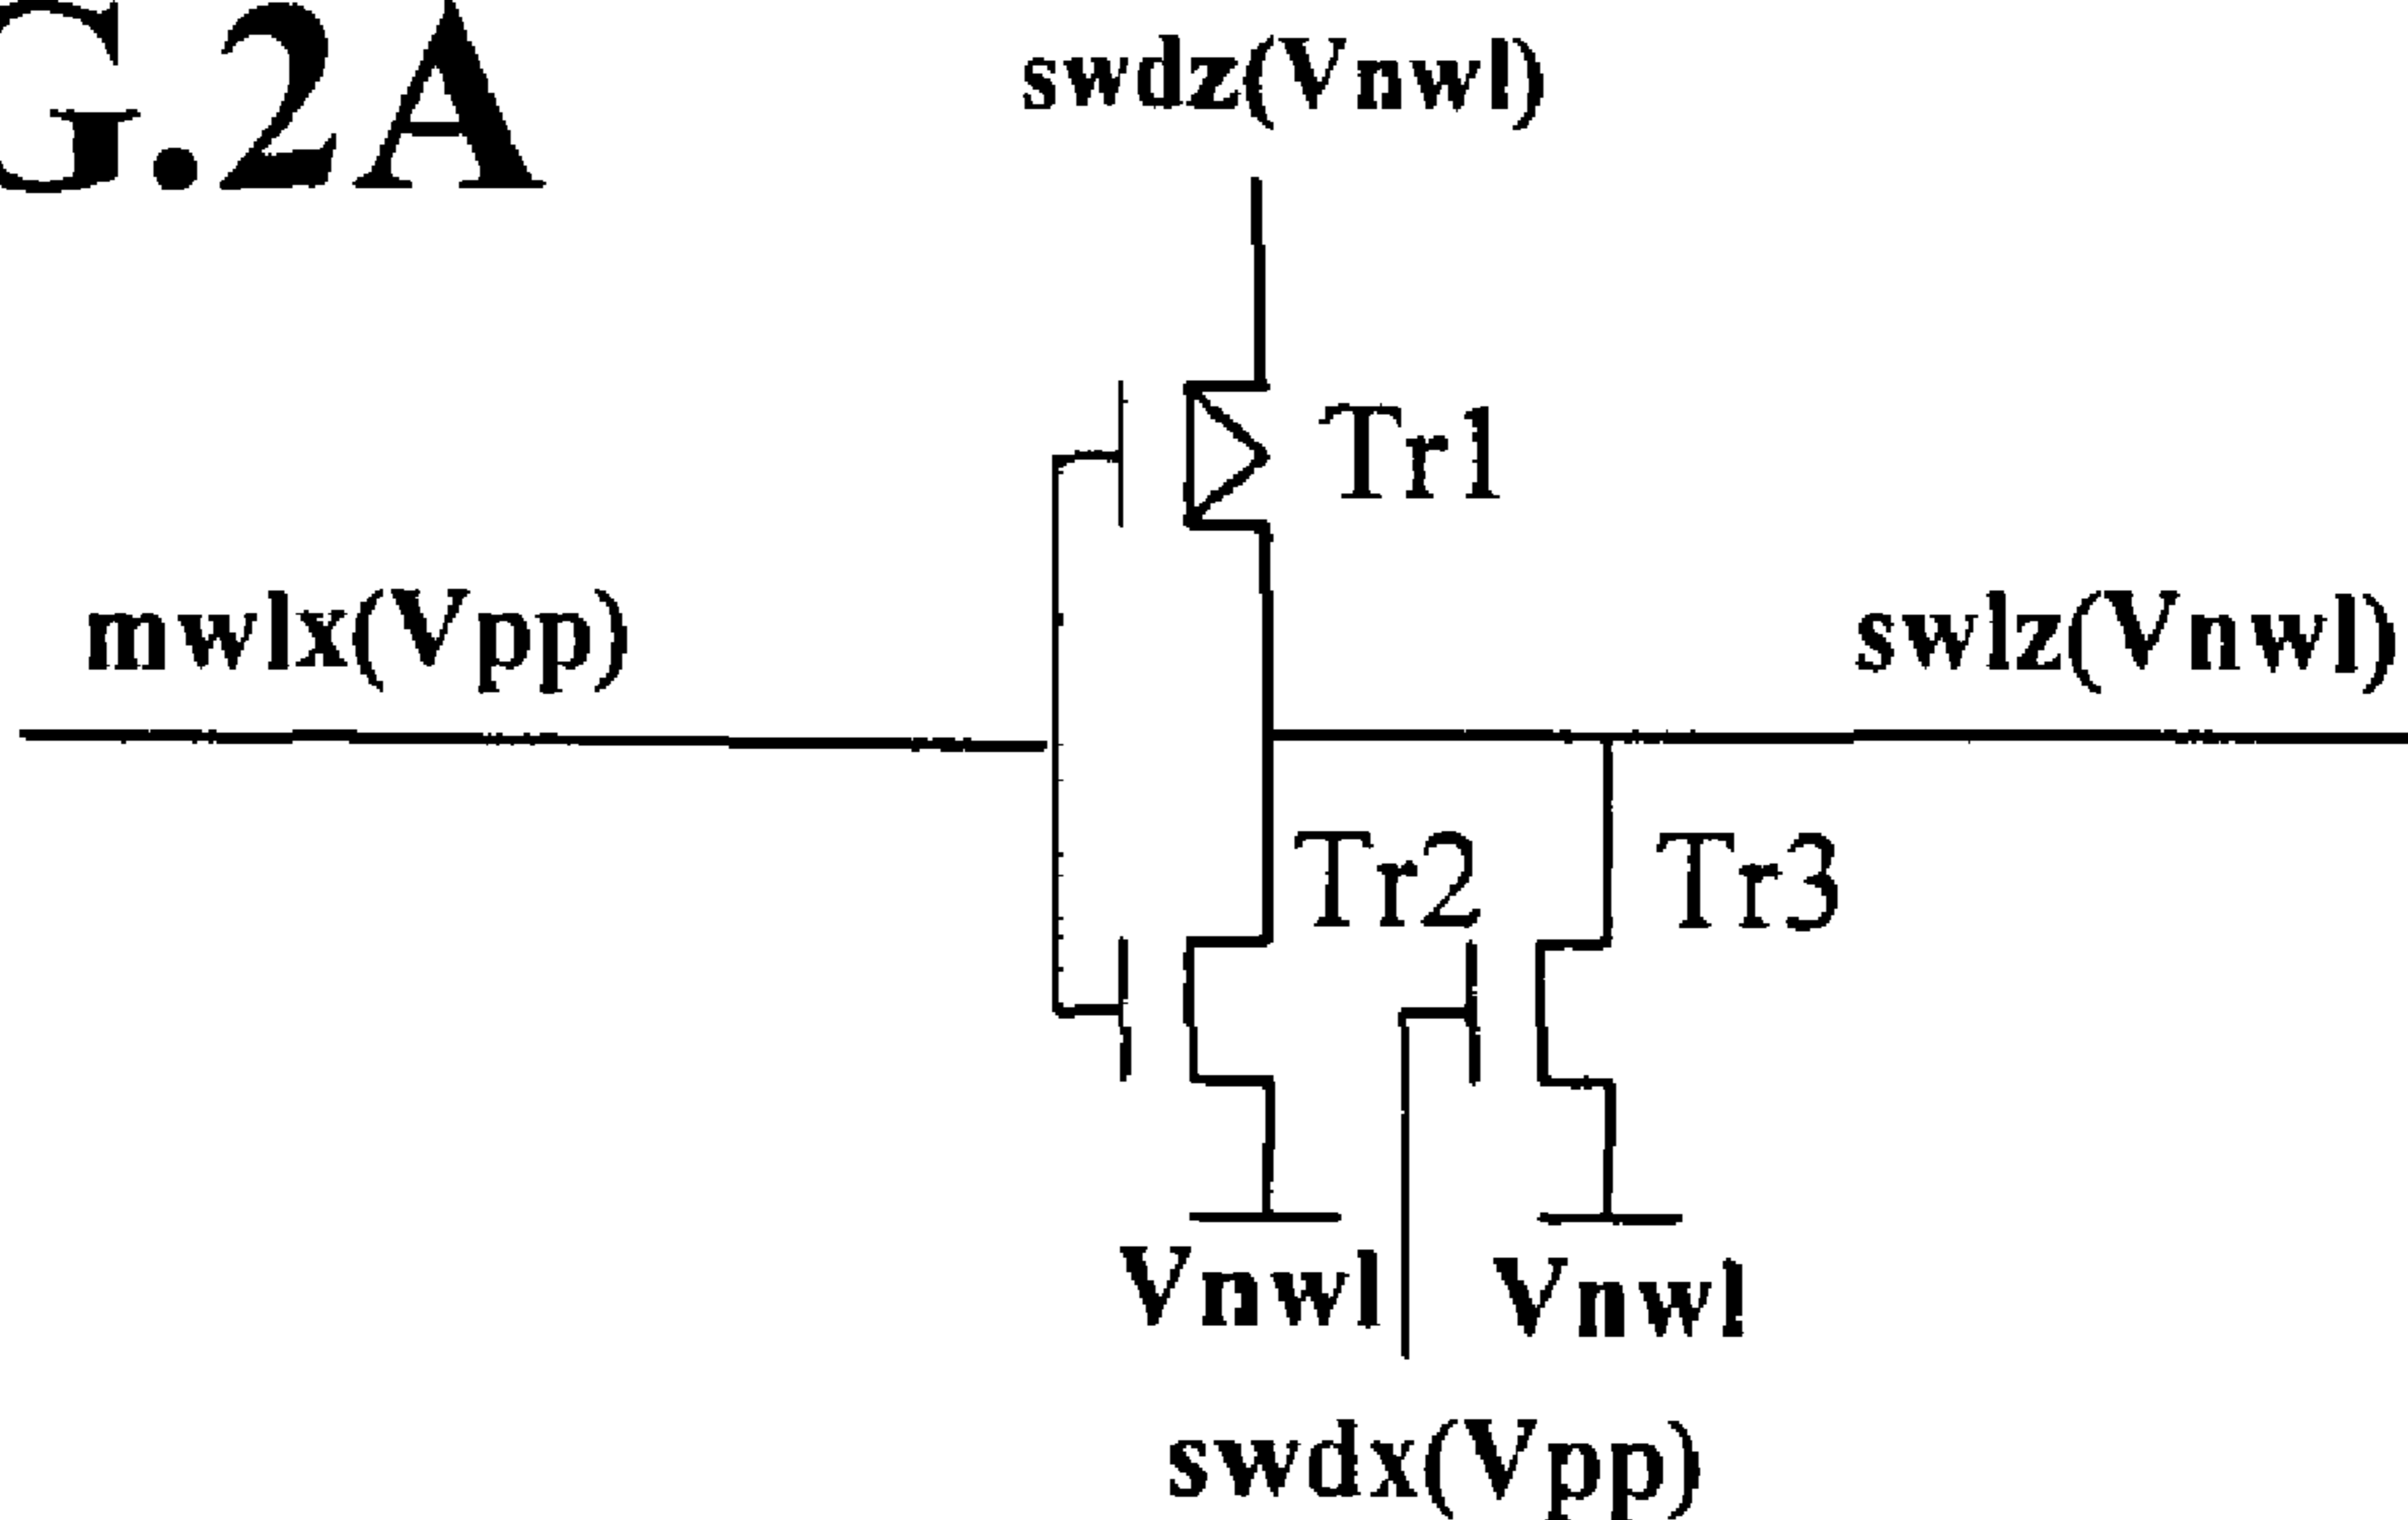 G.2A
swdz(Vnwl)
Tr1
mwlx(Vpp)
swlz(Vnwl)
Tr2
Tr3
Vnwl
Vnwl
swdx(Vpp)